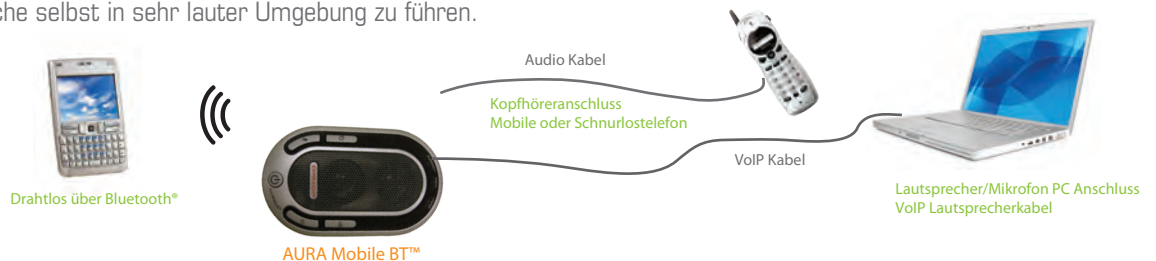 che selbst in sehr lauter Umgebung zu führen.
Audio Kabel
Kopfhöreranschluss
Mobile oder Schnurlostelefon
VoIP Kabel
Drahtlos über Bluetooth®
Lautsprecher/Mikrofon PC Anschluss
VoIP Lautsprecherkabel
AURA Mobile BT™